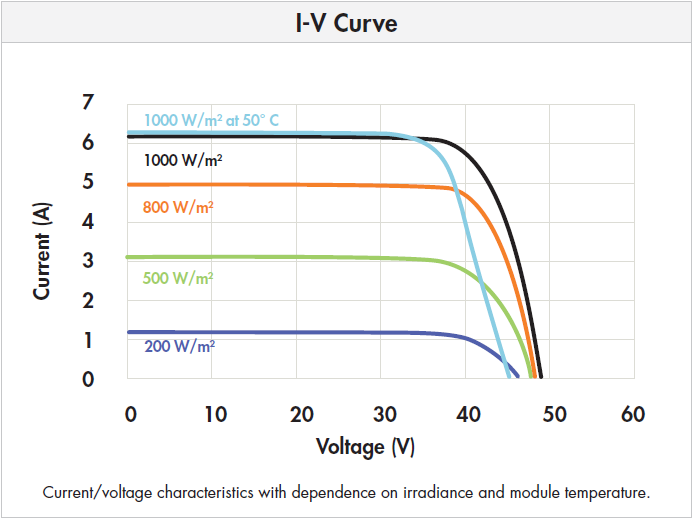 I-V Curve
7
1000 W/m² at 50° C
6
1000 W/m²
5
800 W/m²
4
3
500 W/m²
2
1
200 W/m²
0
Current (A)
0 10 20 30 40 50 60
Voltage (V)
Current/voltage characteristics with dependence on irradiance and module temperature.